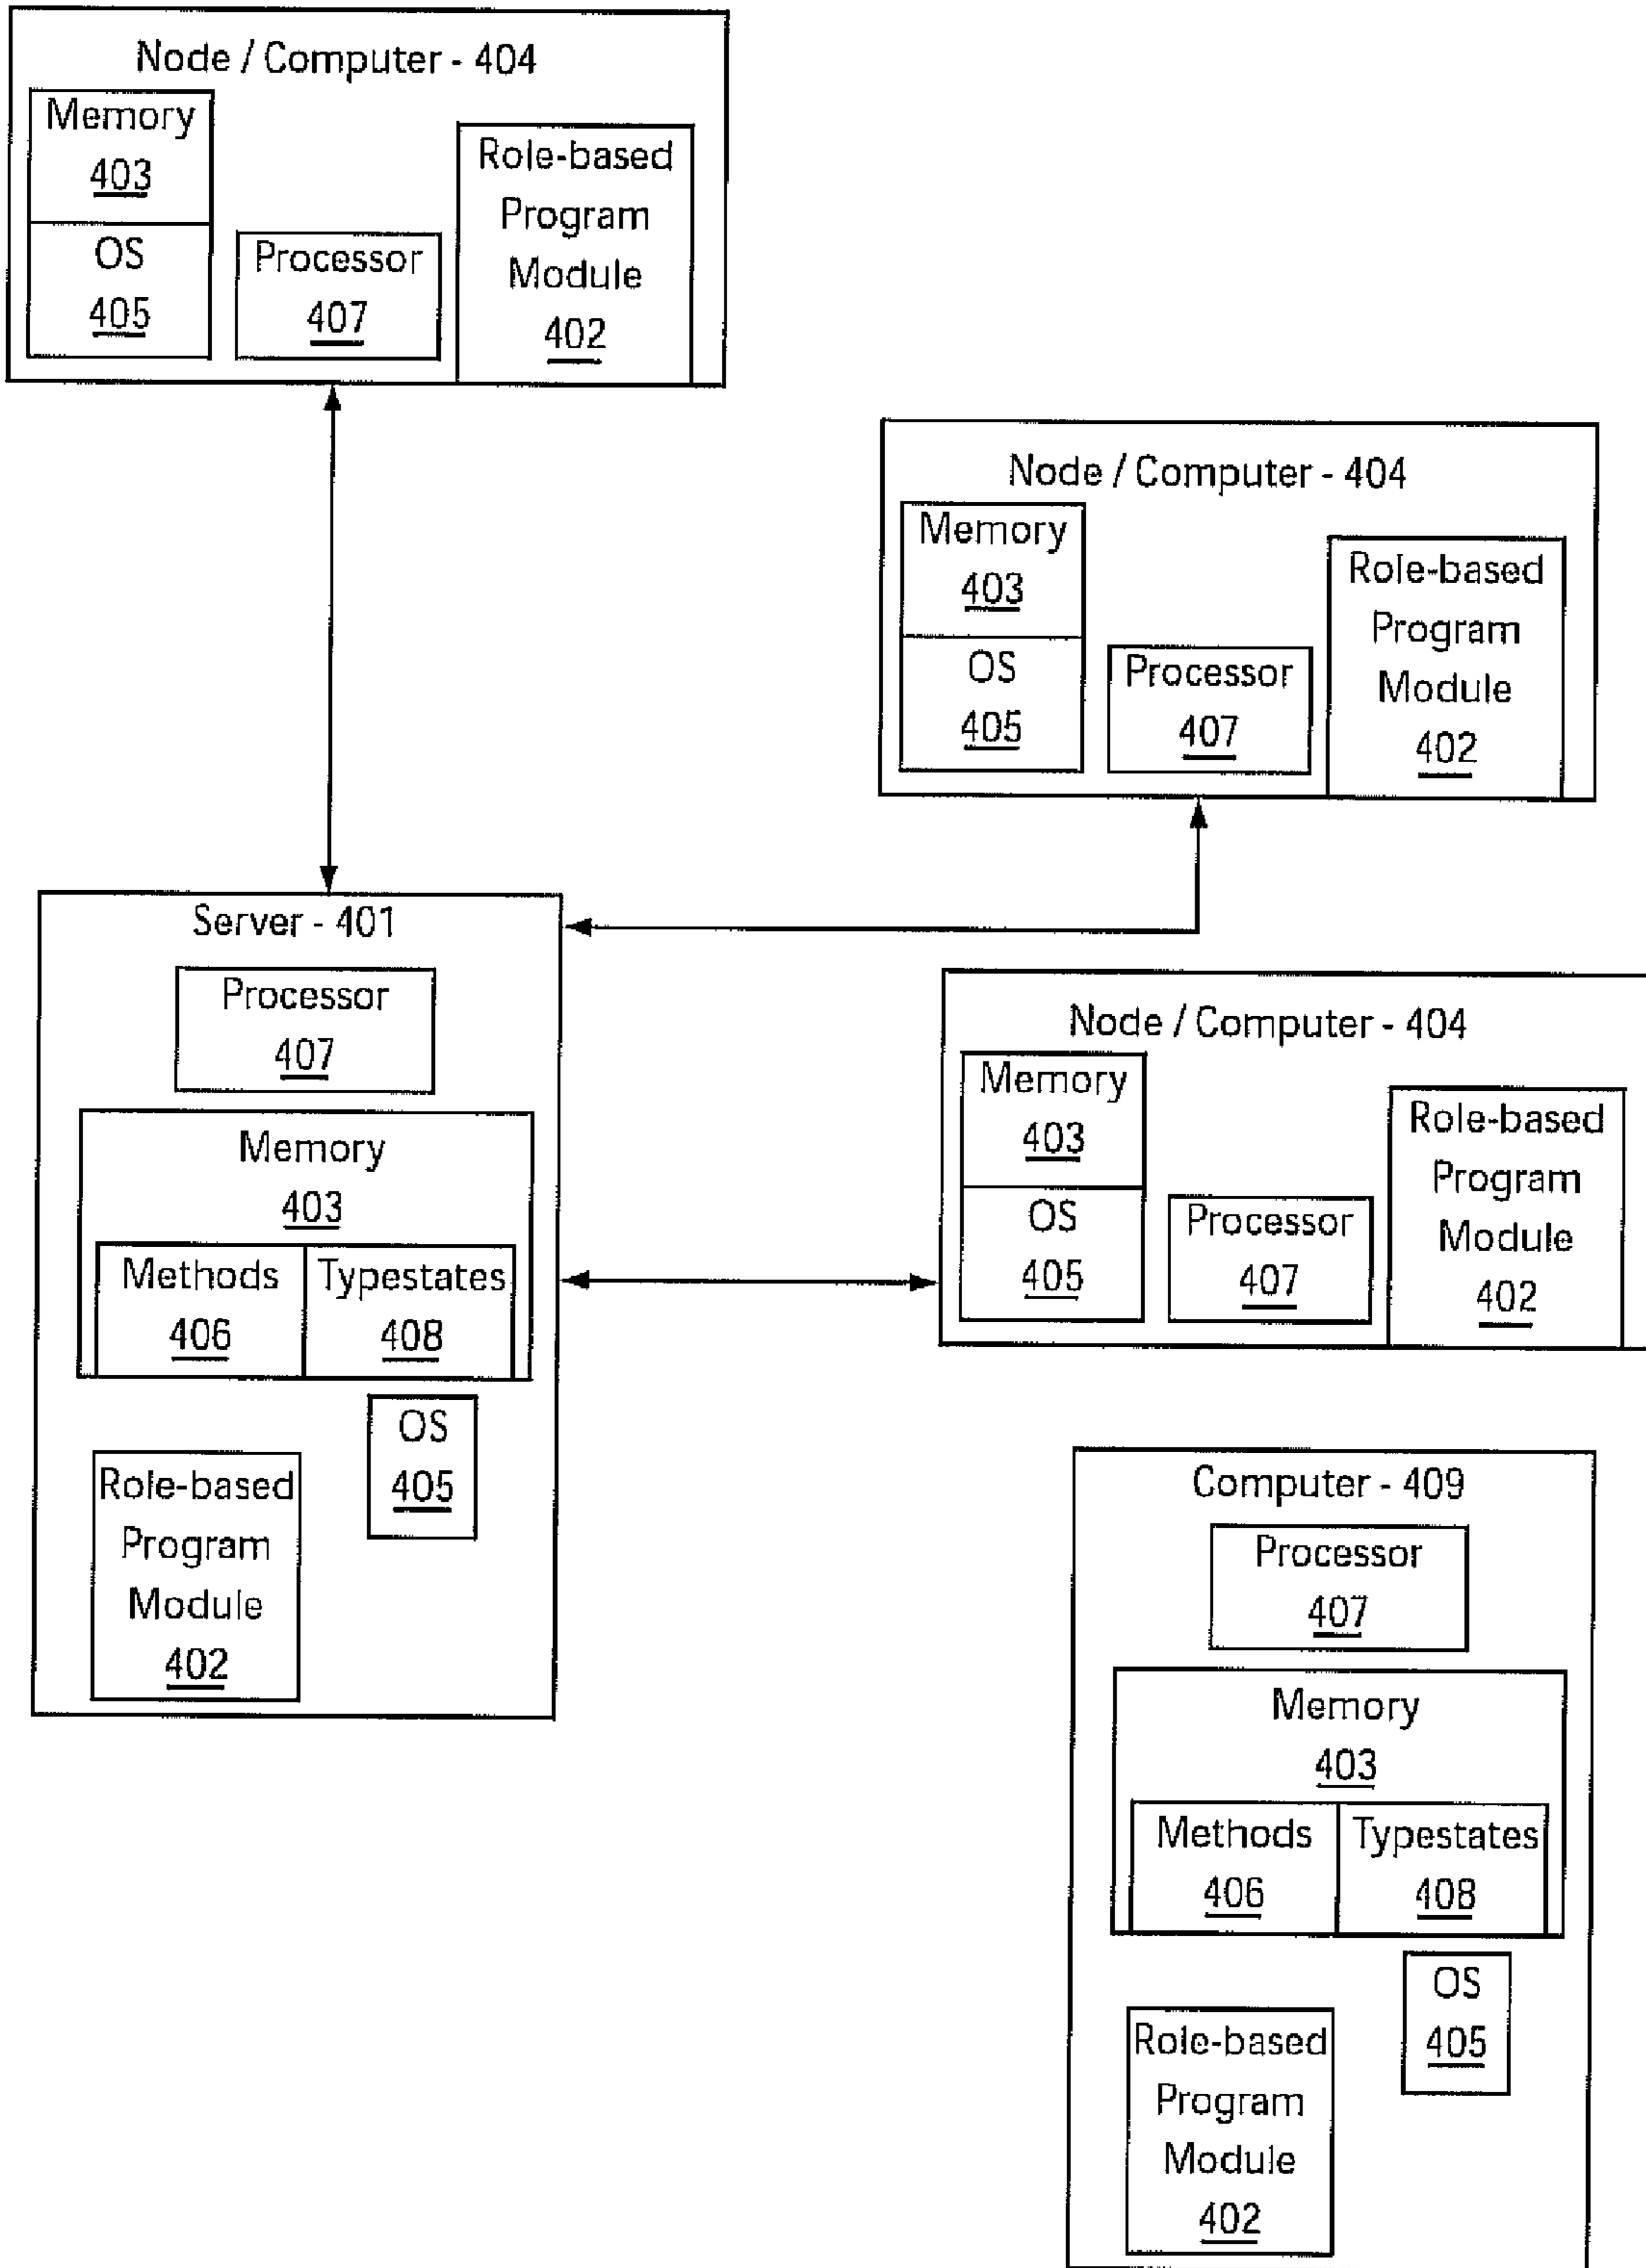 Node / Computer - 404
Memory
403
OS
405
Processor
407
Role-based
Program
Module
402
Node / Computer - 404
Memory
403
OS
405
Processor
407
Role-based
Program
Module
402
Server - 401
Processor
407
Memory
403
Methods
406
Typestates
408
OS
405
Role-based
Program
Module
402
Node / Computer - 404
Memory
403
OS
405
Processor
407
Role-based
Program
Module
402
Computer - 409
Processor
407
Memory
403
Methods
406
Typestates
408
OS
405
Role-based
Program
Module
402